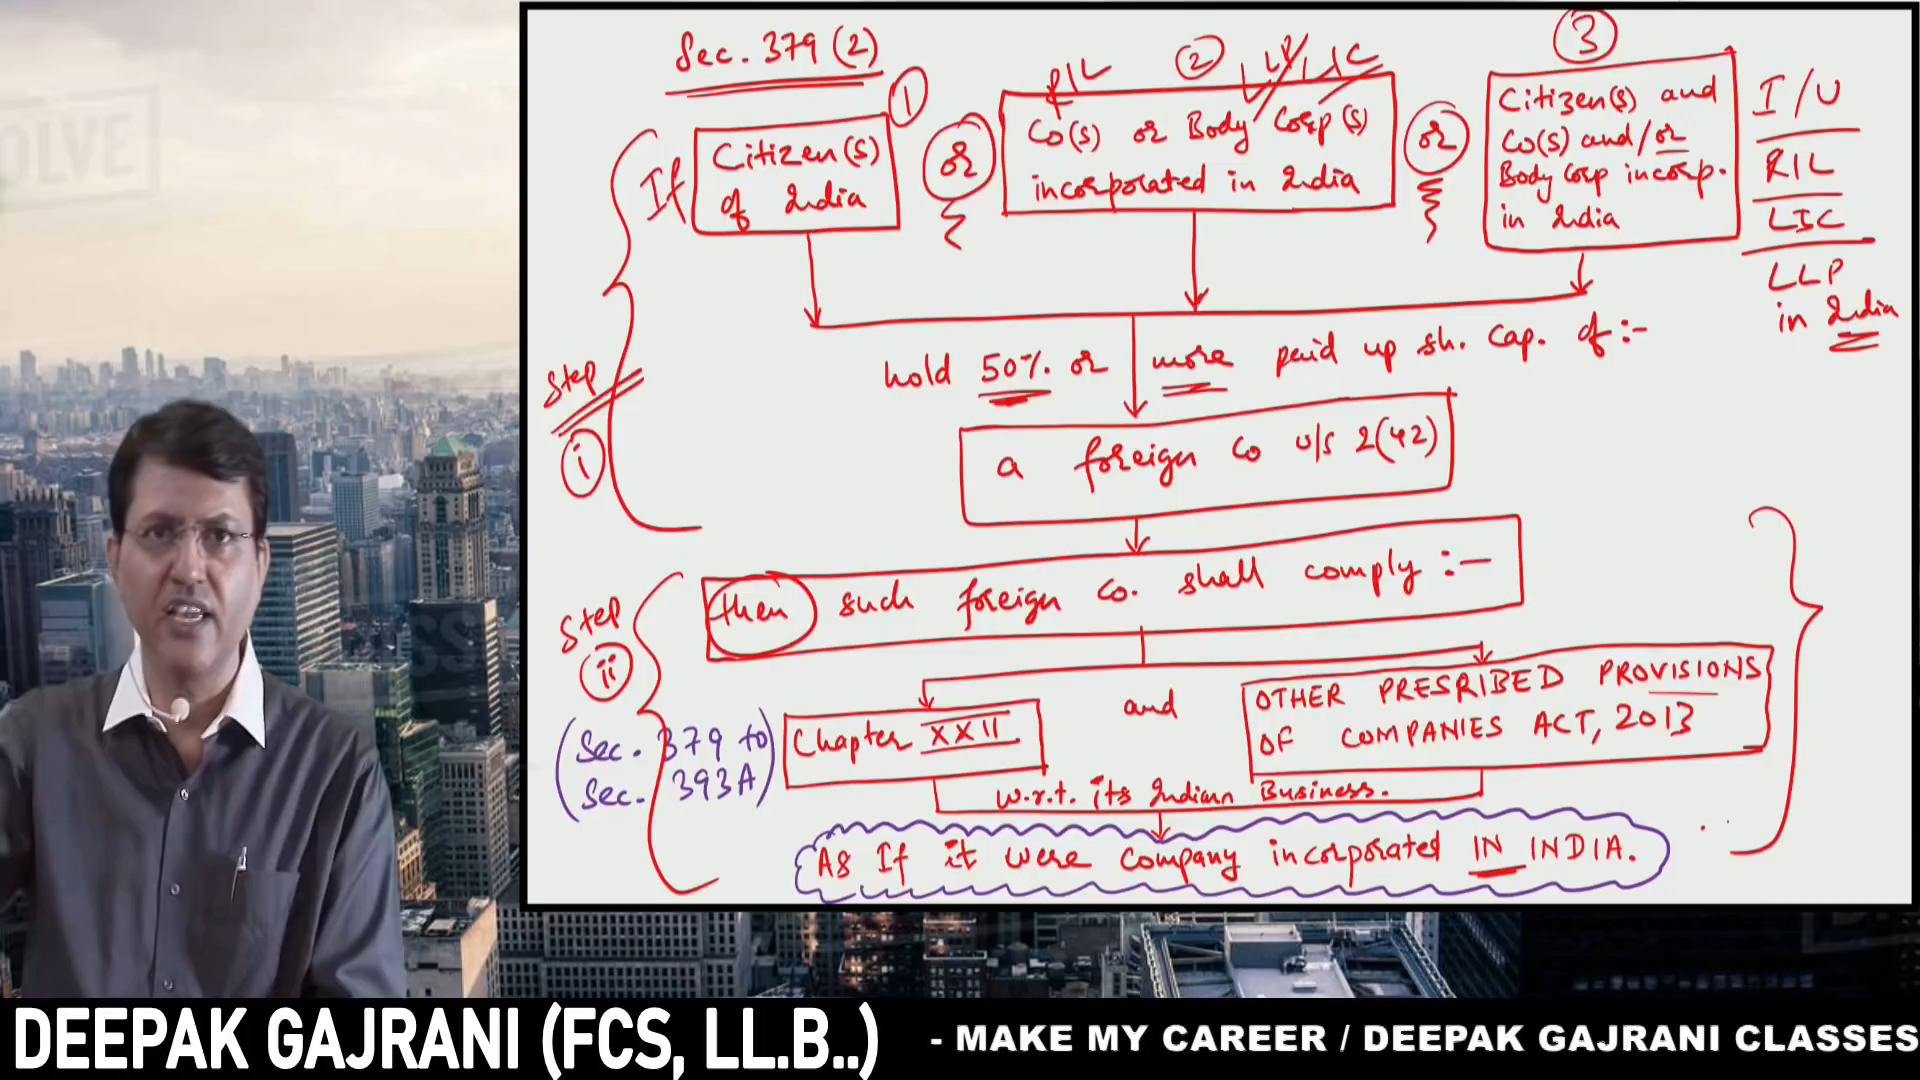 Sec. 379 (2)
1
2
3
RIL
LLP
LIC
If
Citizen(s)
of India
or
Co(s) or Body Corp(s)
incorporated in India
or
Citizen(s) and
Co(s) and/or
Body Corp incorp.
in India
I/U
RIL
LIC
LLP
in India
hold 50% or more paid up sh. cap. of :-
Step
i
a foreign Co u/s 2(42)
Step
ii
then such foreign Co. shall comply :-
(Sec. 379 to
Sec. 393A)
Chapter XXII
and
OTHER PRESRIBED PROVISIONS
OF COMPANIES ACT, 2013
w.r.t. its Indian Business.
As If it were company incorporated IN INDIA.
OLVE
DEEPAK GAJRANI (FCS, LL.B..)
- MAKE MY CAREER / DEEPAK GAJRANI CLASSES